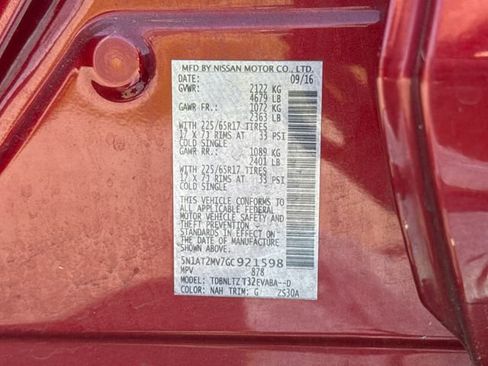 MFD BY NISSAN MOTOR CO., LTD.
DATE: 09/16
GVWR: 2122 KG
4679 LB
GAWR FR.: 1072 KG
2363 LB
WITH 225/65R17 TIRES
17 X 7J RIMS AT 33 PSI
COLD SINGLE
GAWR RR.: 1089 KG
2401 LB
WITH 225/65R17 TIRES
17 X 7J RIMS AT 33 PSI
COLD SINGLE
THIS VEHICLE CONFORMS TO
ALL APPLICABLE FEDERAL
MOTOR VEHICLE SAFETY AND
THEFT STANDARDS IN EFFECT
ON THE DATE OF MFR. SHOWN
ABOVE.
5N1AT2MV7GC921598
MPV 878
MODEL: TDBNLTZ T32EVABA--D
COLOR: NAH TRIM: G 2S30A